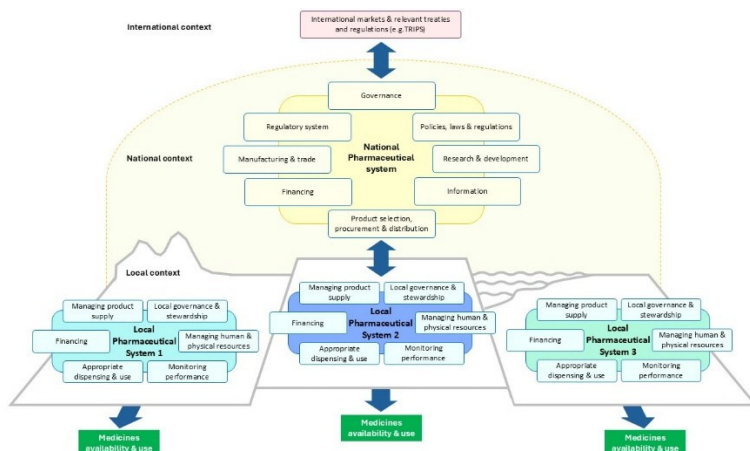 International context
International markets & relevant treaties
and regulations (e.g. TRIPS)
Governance
Regulatory system
Policies, laws & regulations
National context
Manufacturing & trade
National
Pharmaceutical
system
Research & development
Financing
Information
Product selection,
procurement & distribution
Local context
Managing product
supply
Local governance &
stewardship
Financing
Local
Pharmaceutical
System 1
Managing human &
physical resources
Appropriate
dispensing & use
Monitoring
performance
Managing product
supply
Local governance &
stewardship
Financing
Local
Pharmaceutical
System 2
Managing human &
physical resources
Appropriate
dispensing & use
Monitoring
performance
Managing product
supply
Local governance &
stewardship
Financing
Local
Pharmaceutical
System 3
Managing human &
physical resources
Appropriate
dispensing & use
Monitoring
performance
Medicines
availability & use
Medicines
availability & use
Medicines
availability & use